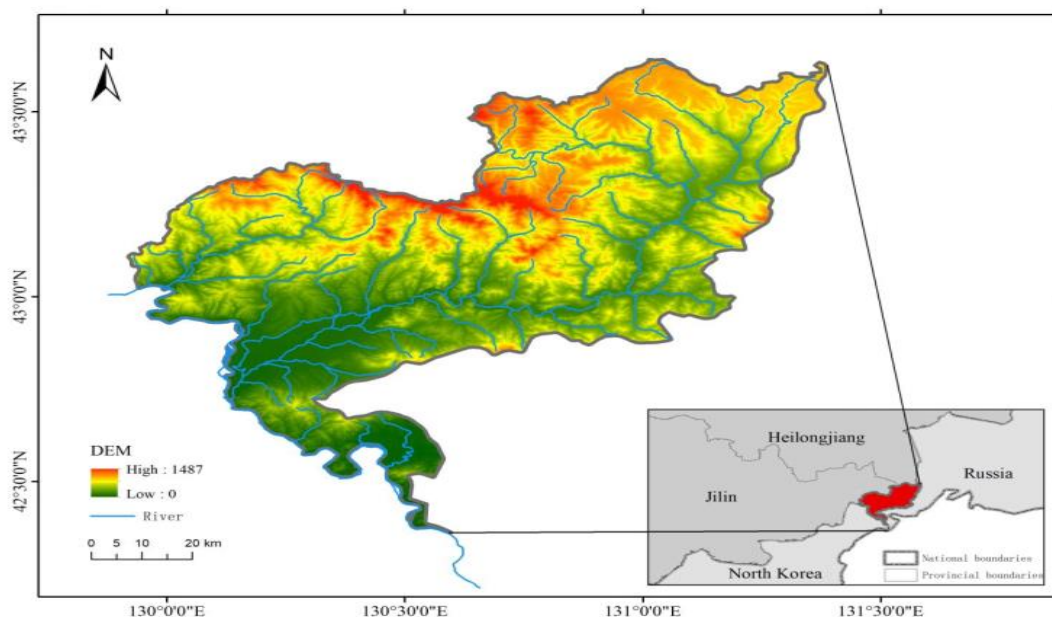 N
43°30'0"N
43°0'0"N
42°30'0"N
DEM
High : 1487
Low : 0
River
0 5 10 20 km
Heilongjiang
Russia
Jilin
North Korea
National boundaries
Provincial boundaries
130°0'0"E 130°30'0"E 131°0'0"E 131°30'0"E